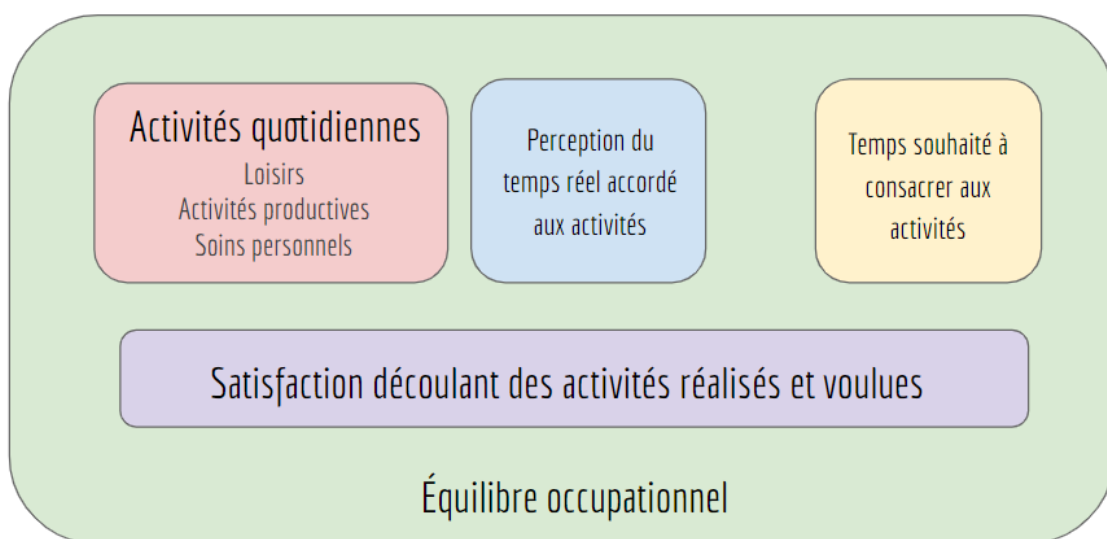 Activités quotidiennes
Loisirs
Activités productives
Soins personnels
Perception du
temps réel accordé
aux activités
Temps souhaité à
consacrer aux
activités
Satisfaction découlant des activités réalisés et voulues
Équilibre occupationnel